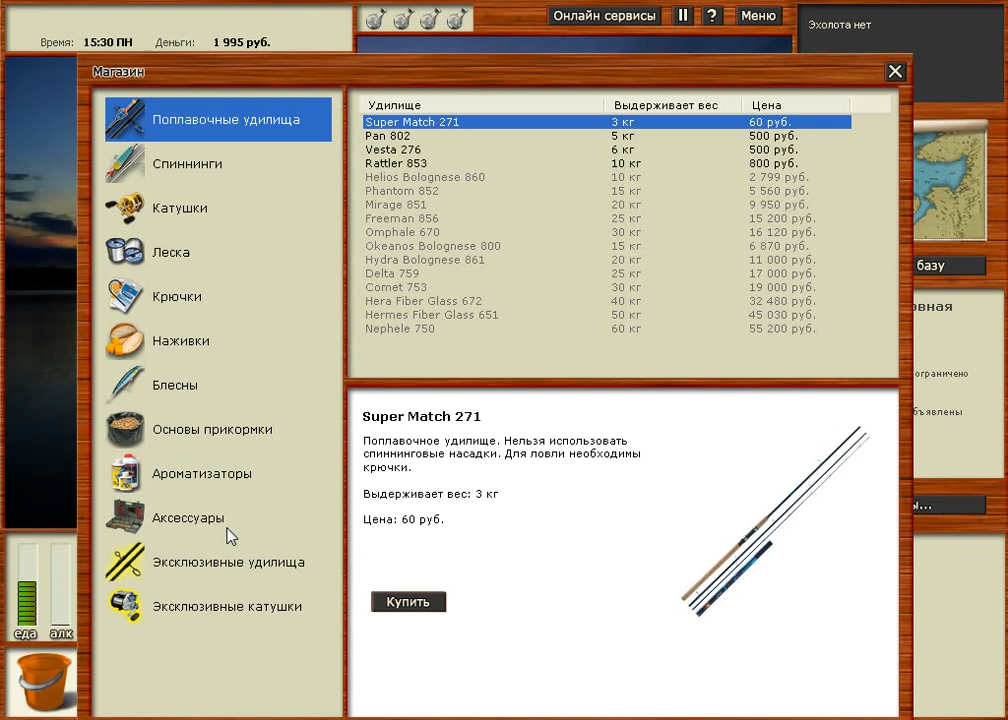 Время: 15:30 ПН Деньги: 1 995 руб.
Онлайн сервисы
?
Меню
Эхолота нет
Магазин
Поплавочные удилища
Спиннинги
Катушки
Леска
Крючки
Наживки
Блесны
Основы прикормки
Ароматизаторы
Аксессуары
Эксклюзивные удилища
Эксклюзивные катушки
Удилище Выдерживает вес Цена
Super Match 271 3 кг 60 руб.
Pan 802 5 кг 500 руб.
Vesta 276 6 кг 500 руб.
Rattler 853 10 кг 800 руб.
Helios Bolognese 860 10 кг 2 799 руб.
Phantom 852 15 кг 5 560 руб.
Mirage 851 20 кг 9 950 руб.
Freeman 856 25 кг 15 200 руб.
Omphale 670 30 кг 16 120 руб.
Okeanos Bolognese 800 15 кг 6 870 руб.
Hydra Bolognese 861 20 кг 11 000 руб.
Delta 759 25 кг 17 000 руб.
Comet 753 30 кг 19 000 руб.
Hera Fiber Glass 672 40 кг 32 480 руб.
Hermes Fiber Glass 651 50 кг 45 030 руб.
Nephele 750 60 кг 55 200 руб.
Super Match 271
Поплавочное удилище. Нельзя использовать
спиннинговые насадки. Для ловли необходимы
крючки.
Выдерживает вес: 3 кг
Цена: 60 руб.
Купить
базу
овная
ограничено
бъявлены
ы...
еда алк